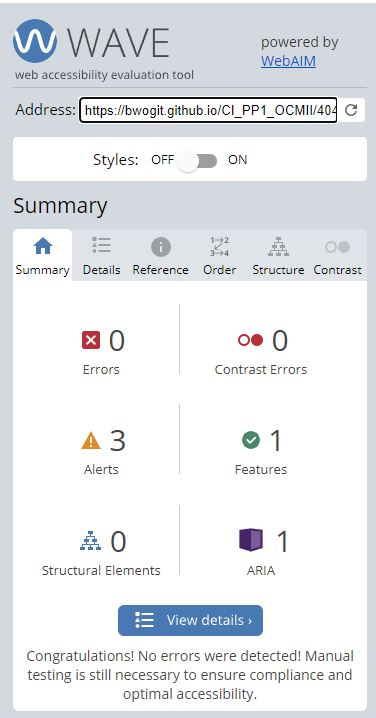 WAVE
powered by
WebAIM
web accessibility evaluation tool
Address: https://bwogit.github.io/CI_PP1_OCMII/404
Styles: OFF ON
Summary
Summary Details Reference Order Structure Contrast
0 0
Errors Contrast Errors
3 1
Alerts Features
0 1
Structural Elements ARIA
View details ›
Congratulations! No errors were detected! Manual
testing is still necessary to ensure compliance and
optimal accessibility.